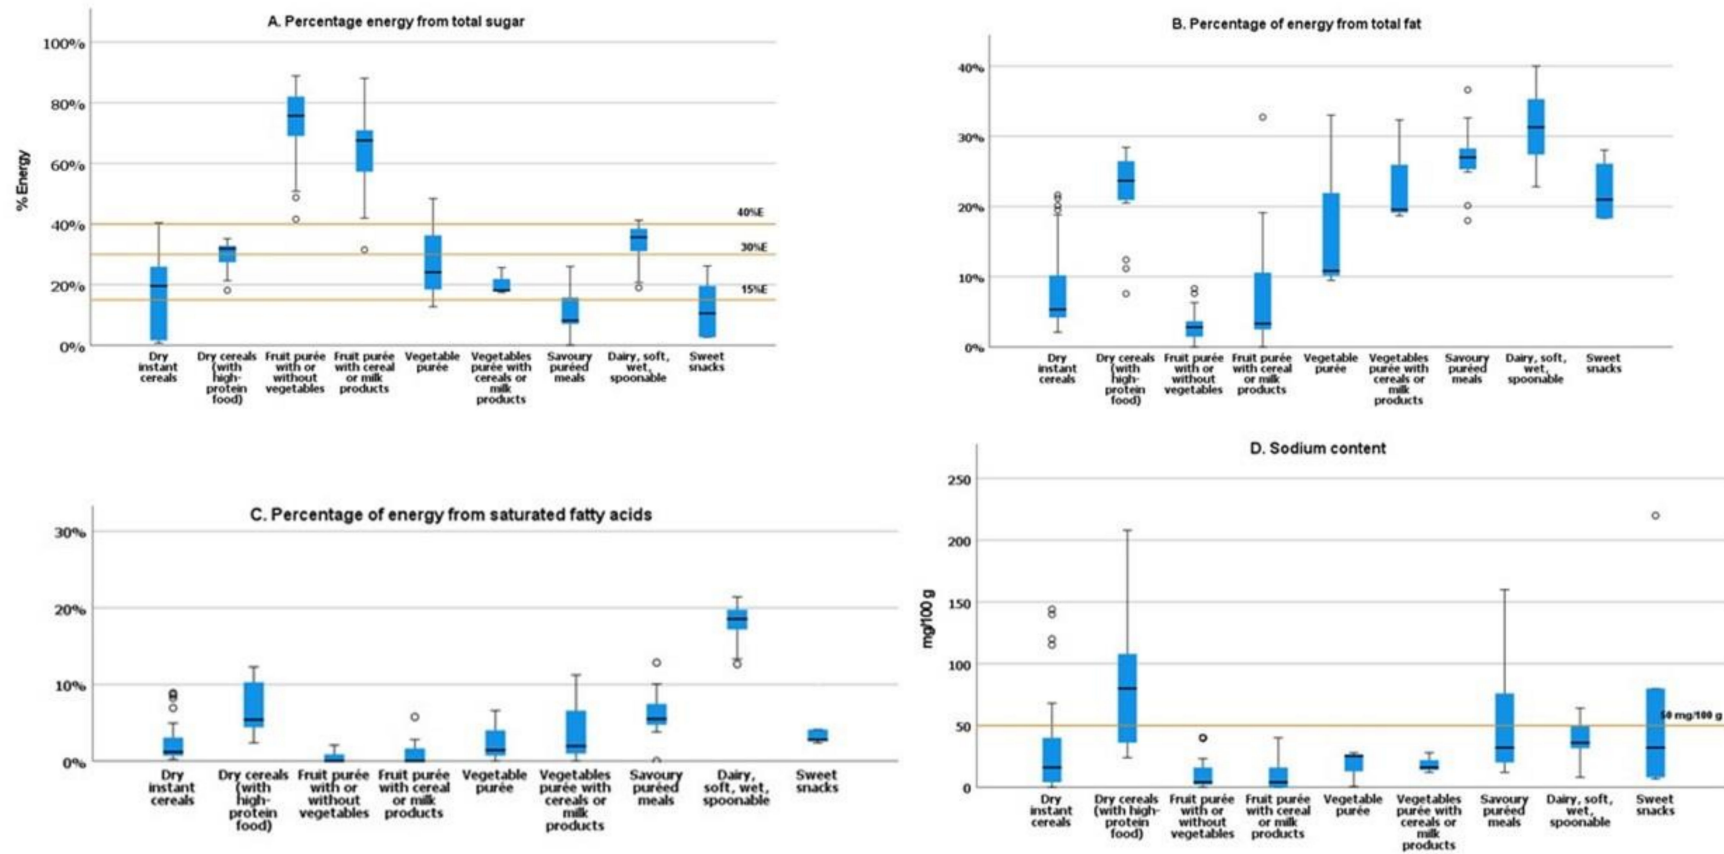 A. Percentage energy from total sugar
100%
80%
60%
40%
20%
0%
% Energy
40%E
30%E
15%E
Dry
instant
cereals
Dry cereals
(with
high-
protein
food)
Fruit purée
with or
without
vegetables
Fruit purée
with cereal
or milk
products
Vegetable
purée
Vegetables
purée with
cereals or
milk
products
Savoury
puréed
meals
Dairy, soft,
wet,
spoonable
Sweet
snacks
B. Percentage of energy from total fat
40%
30%
20%
10%
0%
Dry
instant
cereals
Dry cereals
(with
high-
protein
food)
Fruit purée
with or
without
vegetables
Fruit purée
with cereal
or milk
products
Vegetable
purée
Vegetables
purée with
cereals or
milk
products
Savoury
puréed
meals
Dairy, soft,
wet,
spoonable
Sweet
snacks
C. Percentage of energy from saturated fatty acids
30%
20%
10%
0%
Dry
instant
cereals
Dry cereals
(with
high-
protein
food)
Fruit purée
with or
without
vegetables
Fruit purée
with cereal
or milk
products
Vegetable
purée
Vegetables
purée with
cereals or
milk
products
Savoury
puréed
meals
Dairy,
soft, wet,
spoonable
Sweet
snacks
D. Sodium content
250
200
150
100
50
0
mg/100 g
50 mg/100 g
Dry
instant
cereals
Dry cereals
(with high-
protein
food)
Fruit purée
with or
without
vegetables
Fruit purée
with cereal
or milk
products
Vegetable
purée
Vegetables
purée with
cereals or
milk
products
Savoury
puréed
meals
Dairy, soft,
wet,
spoonable
Sweet
snacks